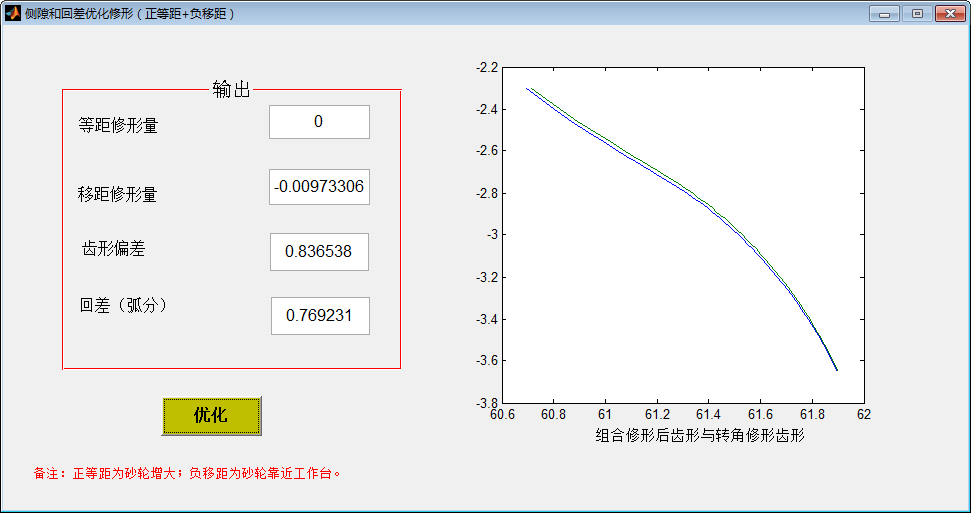 侧隙和回差优化修形（正等距+负移距）
输出
等距修形量
0
移距修形量
-0.00973306
齿形偏差
0.836538
回差（弧分）
0.769231
优化
备注：正等距为砂轮增大；负移距为砂轮靠近工作台。
-2.2
-2.4
-2.6
-2.8
-3
-3.2
-3.4
-3.6
-3.8
60.6 60.8 61 61.2 61.4 61.6 61.8 62
组合修形后齿形与转角修形齿形